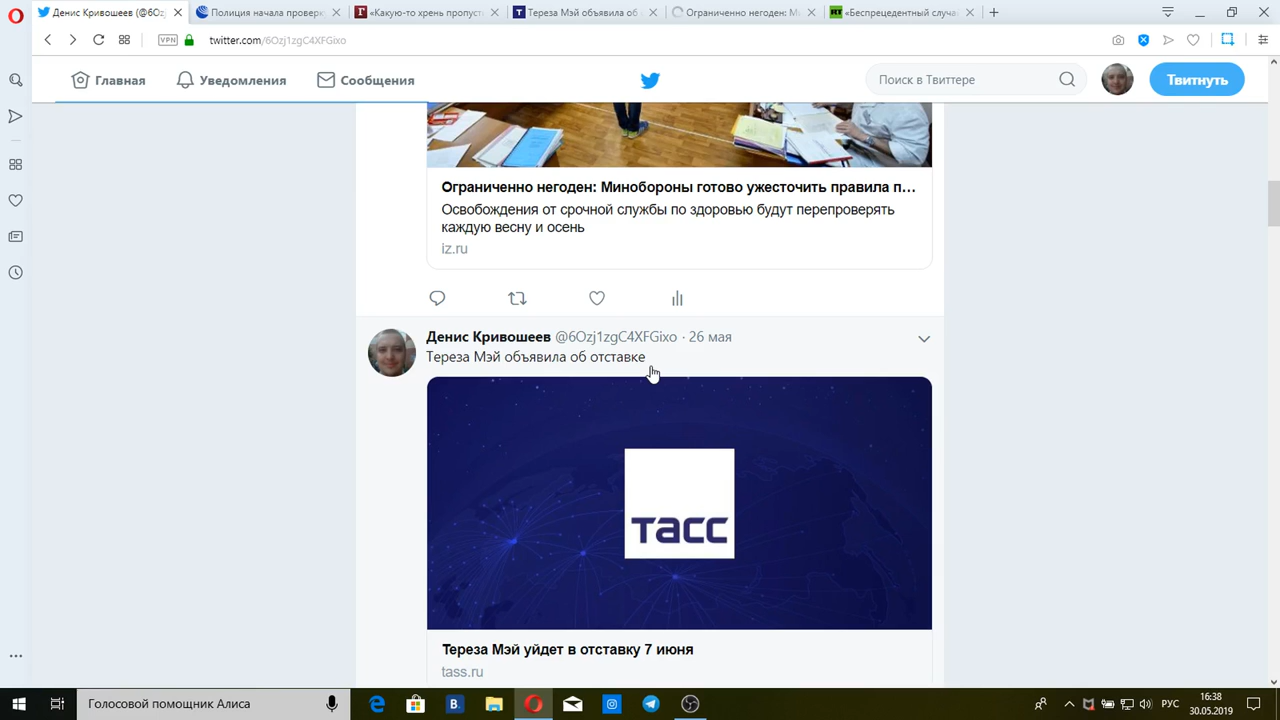 Денис Кривошеев (@6Ozj
Полиция начала проверк
«Какую-то хрень пропуст
Тереза Мэй объявила об
Ограниченно негоден: М
«Беспрецедентный случа
VPN
twitter.com/6Ozj1zgC4XFGixo
Главная
Уведомления
Сообщения
Поиск в Твиттере
Твитнуть
Ограниченно негоден: Минобороны готово ужесточить правила п...
Освобождения от срочной службы по здоровью будут перепроверять
каждую весну и осень
iz.ru
Денис Кривошеев @6Ozj1zgC4XFGixo · 26 мая
Тереза Мэй объявила об отставке
тасс
Тереза Мэй уйдет в отставку 7 июня
tass.ru
Голосовой помощник Алиса
РУС
16:38
30.05.2019